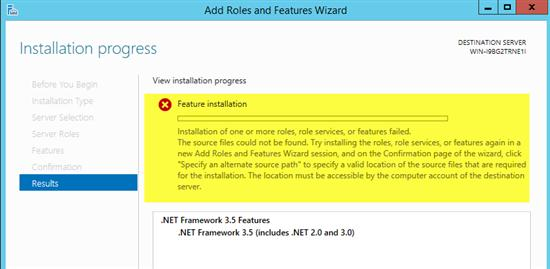 Add Roles and Features Wizard
Installation progress
DESTINATION SERVER
WIN-I9BG2TRNE1I
Before You Begin
Installation Type
Server Selection
Server Roles
Features
Confirmation
Results
View installation progress
Feature installation
Installation of one or more roles, role services, or features failed.
The source files could not be found. Try installing the roles, role services, or features again in a
new Add Roles and Features Wizard session, and on the Confirmation page of the wizard, click
"Specify an alternate source path" to specify a valid location of the source files that are required
for the installation. The location must be accessible by the computer account of the destination
server.
.NET Framework 3.5 Features
.NET Framework 3.5 (includes .NET 2.0 and 3.0)